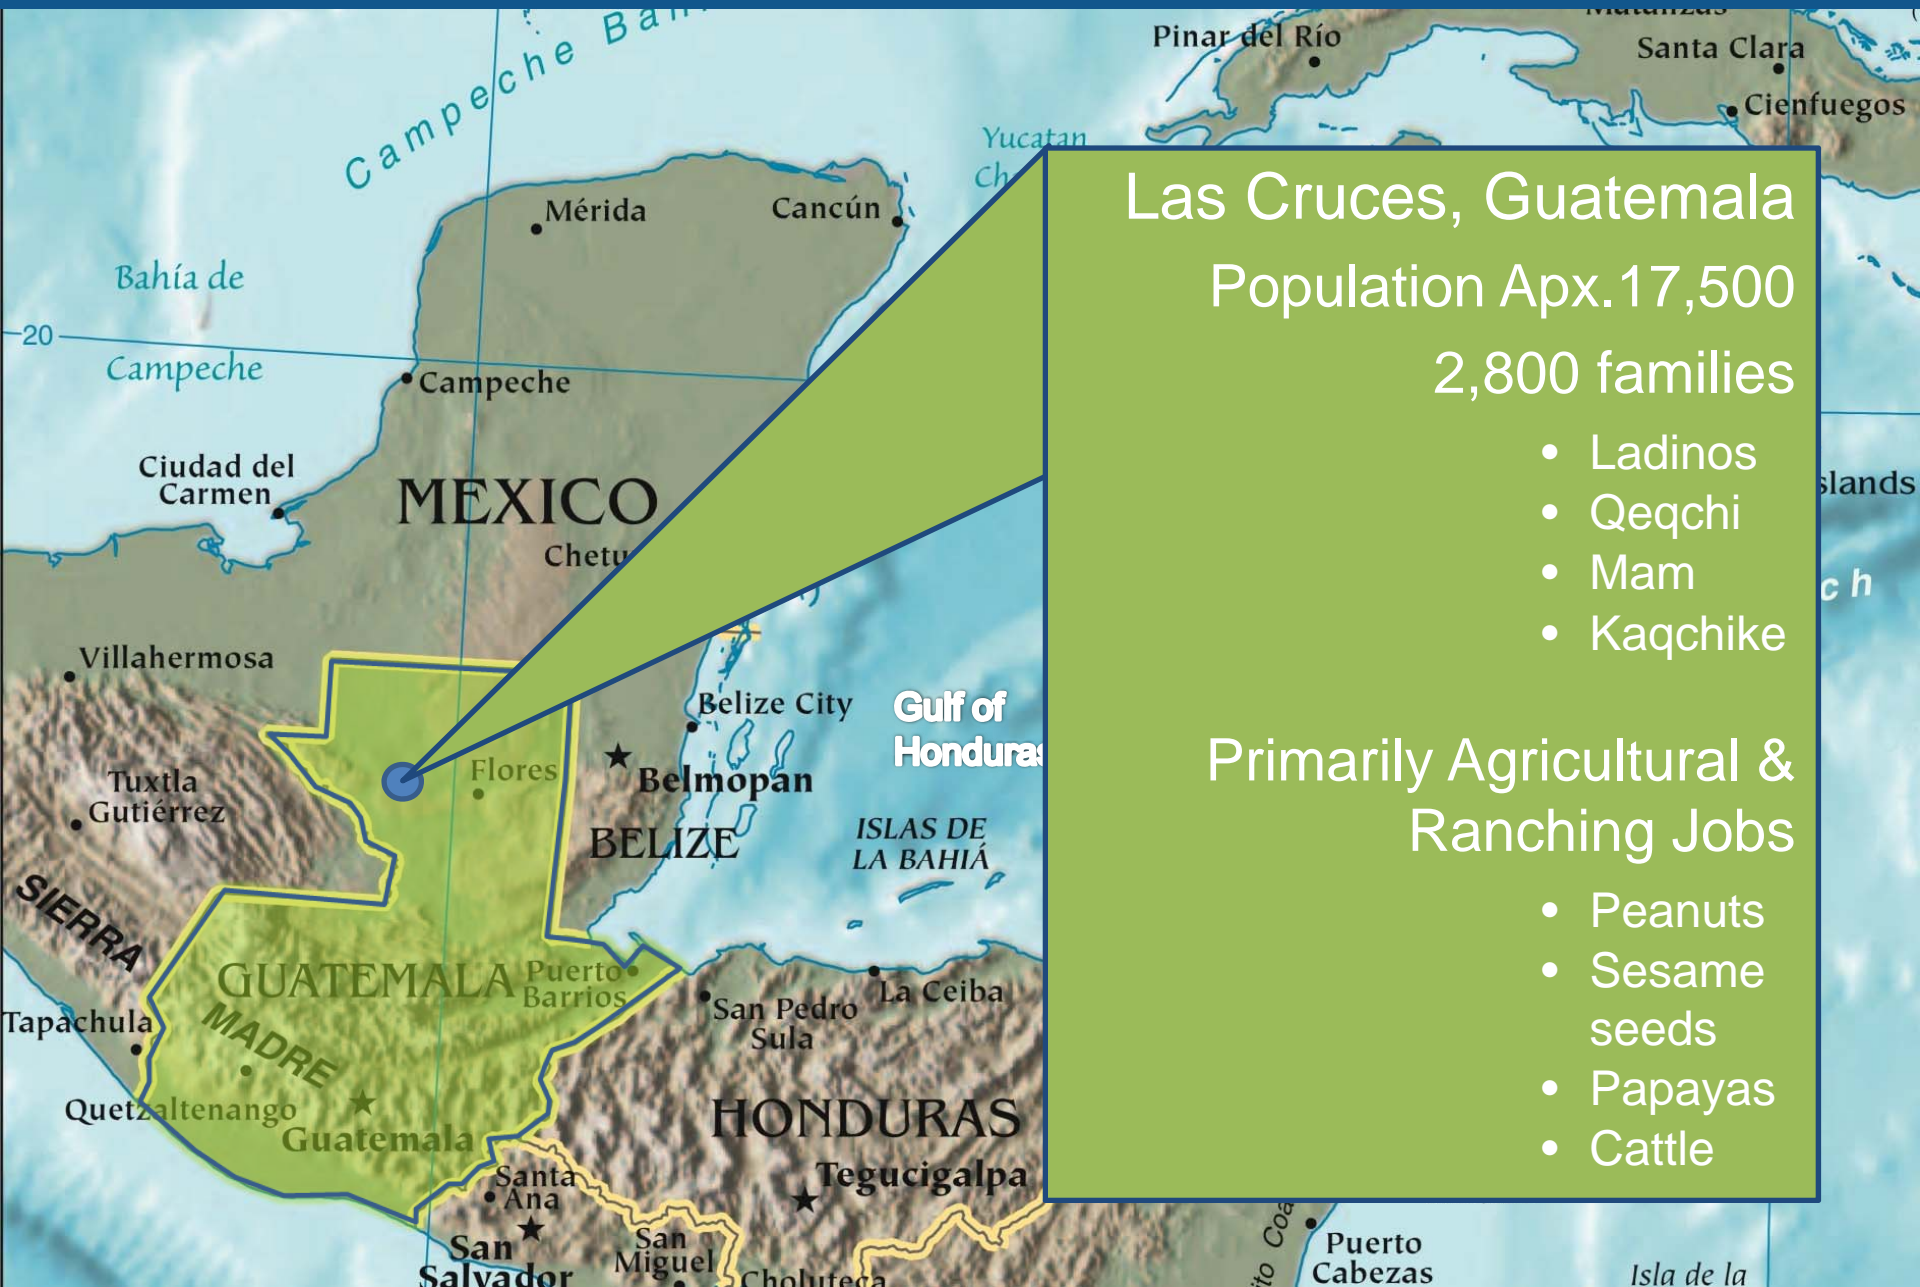 Campeche
Pinar del Río
Santa Clara
Cienfuegos
Yucatan
Mérida
Cancún
Bahía de
Campeche
20
Campeche
Ciudad del
Carmen
MEXICO
Villahermosa
Tuxtla
Gutiérrez
Flores
Belize City
Belmopan
BELIZE
Gulf of
Honduras
ISLAS DE
LA BAHIÁ
SIERRA
MADRE
GUATEMALA
Puerto
Barrios
Tapachula
Quetzaltenango
Guatemala
San Pedro
Sula
La Ceiba
HONDURAS
Tegucigalpa
Santa
Ana
San
Salvador
San
Miguel
Choluteca
Puerto
Cabezas
Isla de la
Las Cruces, Guatemala
Population Apx.17,500
2,800 families
• Ladinos
• Qeqchi
• Mam
• Kaqchike
Primarily Agricultural &
Ranching Jobs
• Peanuts
• Sesame
seeds
• Papayas
• Cattle